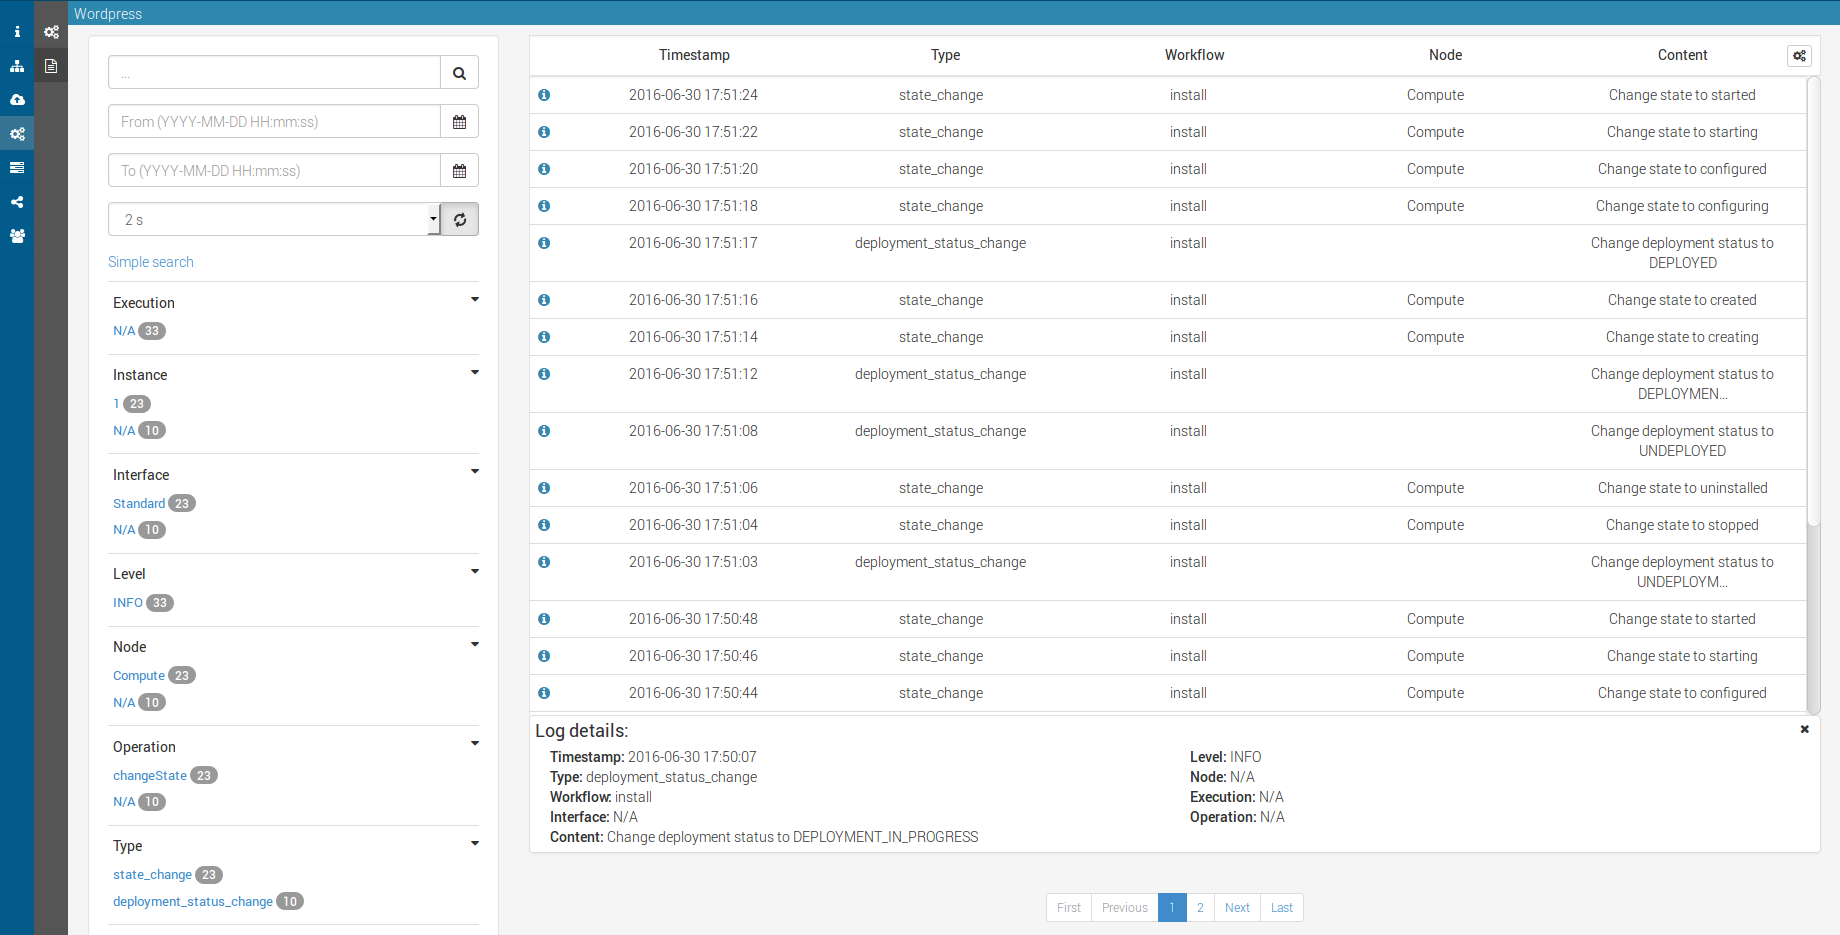 Wordpress
...
From (YYYY-MM-DD HH:mm:ss)
To (YYYY-MM-DD HH:mm:ss)
2 s
Simple search
Execution
N/A 33
Instance
1 23
N/A 10
Interface
Standard 23
N/A 10
Level
INFO 33
Node
Compute 23
N/A 10
Operation
changeState 23
N/A 10
Type
state_change 23
deployment_status_change 10
Timestamp Type Workflow Node Content
2016-06-30 17:51:24 state_change install Compute Change state to started
2016-06-30 17:51:22 state_change install Compute Change state to starting
2016-06-30 17:51:20 state_change install Compute Change state to configured
2016-06-30 17:51:18 state_change install Compute Change state to configuring
2016-06-30 17:51:17 deployment_status_change install Change deployment status to
DEPLOYED
2016-06-30 17:51:16 state_change install Compute Change state to created
2016-06-30 17:51:14 state_change install Compute Change state to creating
2016-06-30 17:51:12 deployment_status_change install Change deployment status to
DEPLOYMEN...
2016-06-30 17:51:08 deployment_status_change install Change deployment status to
UNDEPLOYED
2016-06-30 17:51:06 state_change install Compute Change state to uninstalled
2016-06-30 17:51:04 state_change install Compute Change state to stopped
2016-06-30 17:51:03 deployment_status_change install Change deployment status to
UNDEPLOYM...
2016-06-30 17:50:48 state_change install Compute Change state to started
2016-06-30 17:50:46 state_change install Compute Change state to starting
2016-06-30 17:50:44 state_change install Compute Change state to configured
Log details:
Timestamp: 2016-06-30 17:50:07
Type: deployment_status_change
Workflow: install
Interface: N/A
Content: Change deployment status to DEPLOYMENT_IN_PROGRESS
Level: INFO
Node: N/A
Execution: N/A
Operation: N/A
First Previous 1 2 Next Last